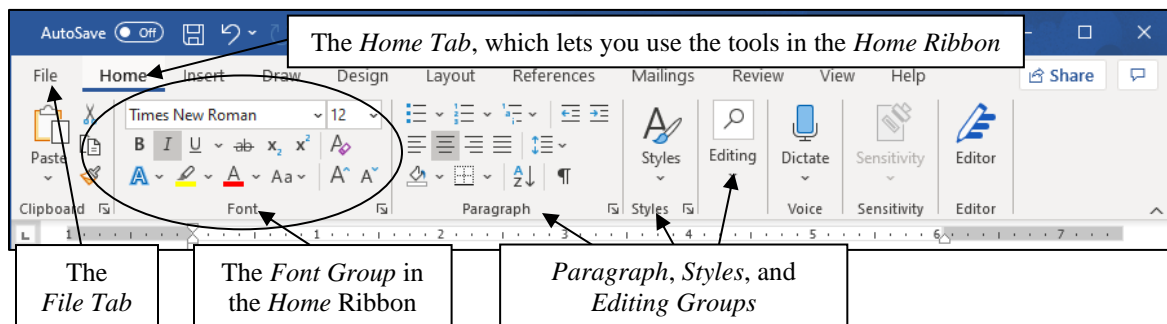 AutoSave Off
The Home Tab, which lets you use the tools in the Home Ribbon
File Home Insert Draw Design Layout References Mailings Review View Help Share
Times New Roman 12
B I U ab x₂ x² A
A A Aa A A
Paste Styles Editing Dictate Sensitivity Editor
A Z ¶
Clipboard Font Paragraph Styles Voice Sensitivity Editor
L 1 1 2 3 4 5 6 7
The
File Tab
The Font Group in
the Home Ribbon
Paragraph, Styles, and
Editing Groups